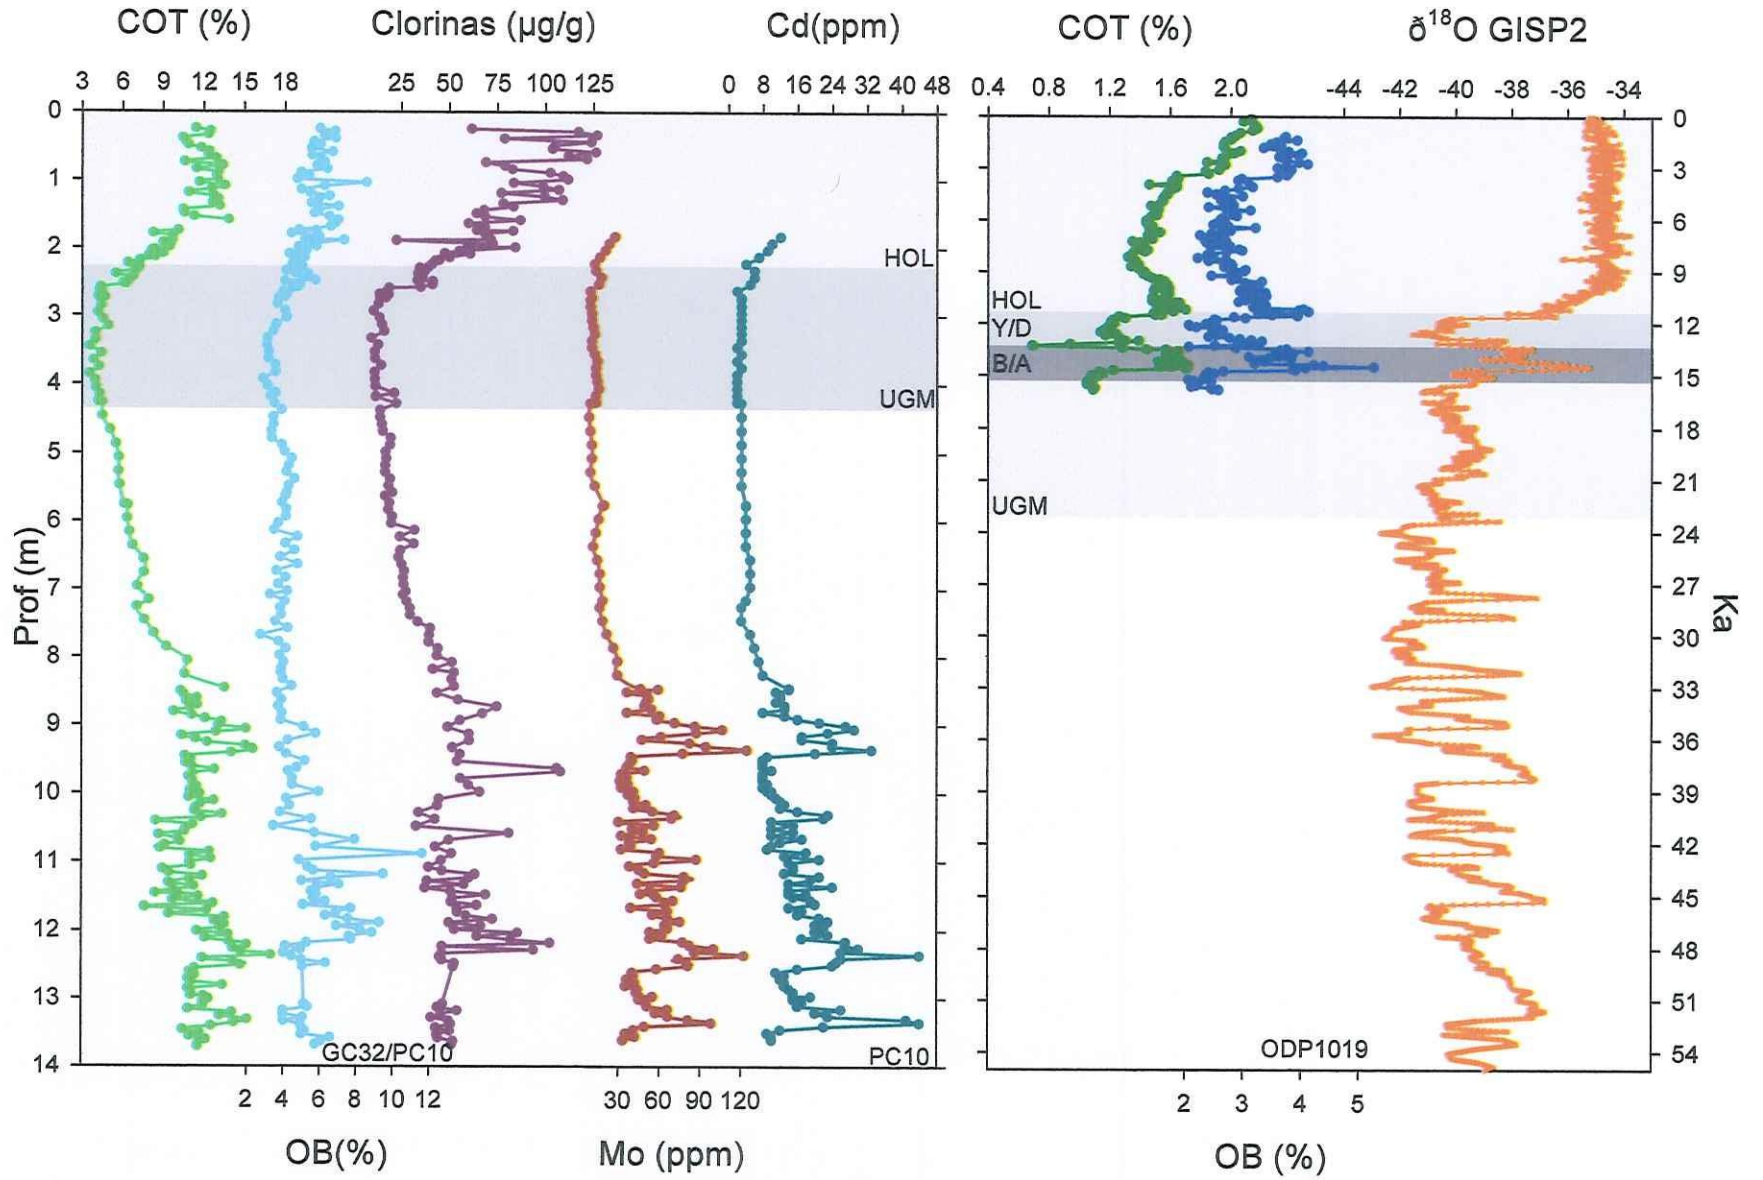 COT (%) Clorinas (µg/g) Cd(ppm) COT (%) ð¹⁸O GISP2
3 6 9 12 15 18 25 50 75 100 125 0 8 16 24 32 40 48 0.4 0.8 1.2 1.6 2.0 -44 -42 -40 -38 -36 -34
0
1
2
3
4
5
6
7
8
9
10
11
12
13
14
Prof (m)
HOL
UGM
GC32/PC10
PC10
2 4 6 8 10 12 30 60 90 120
OB(%) Mo (ppm)
HOL
Y/D
B/A
UGM
ODP1019
0
3
6
9
12
15
18
21
24
27
30
33
36
39
42
45
48
51
54
Ka
2 3 4 5
OB (%)